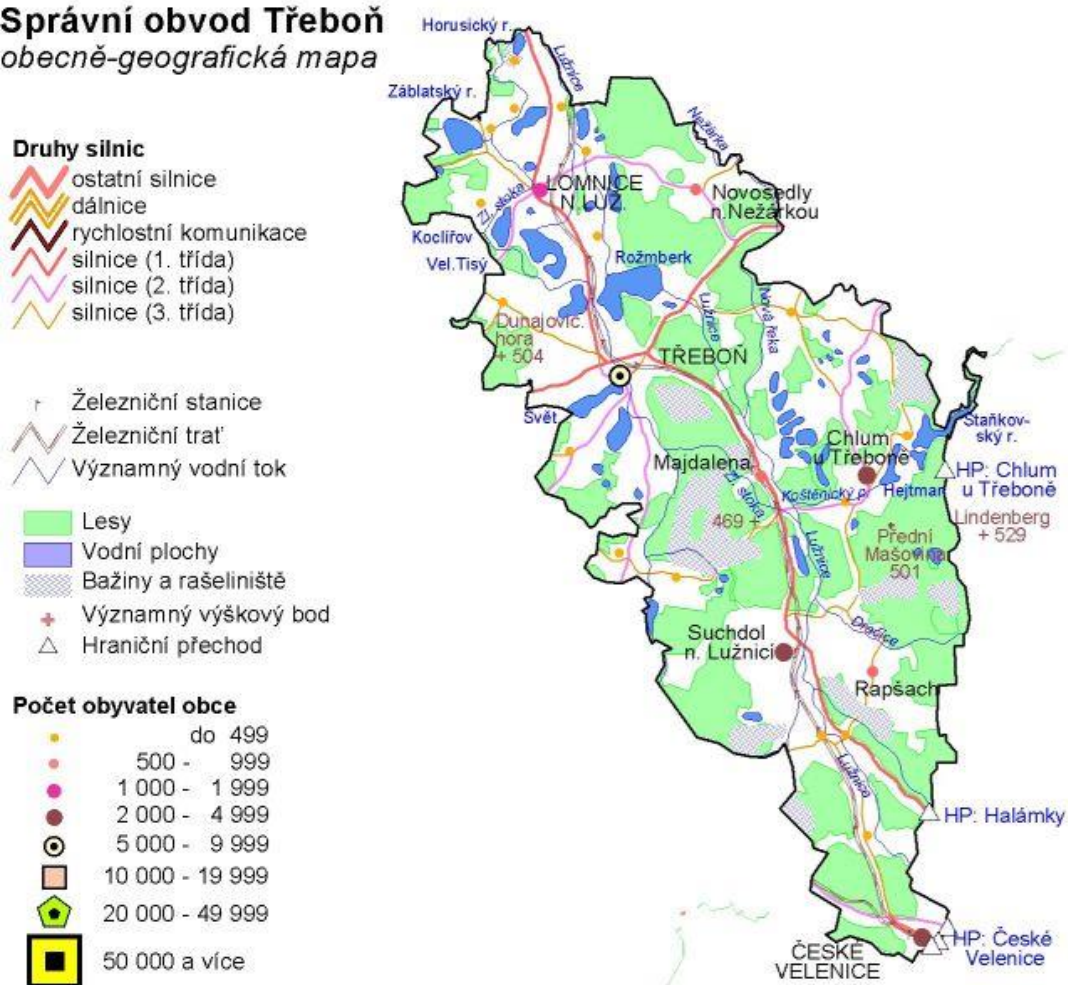 Správní obvod Třeboň
obecně-geografická mapa
Druhy silnic
ostatní silnice
dálnice
rychlostní komunikace
silnice (1. třída)
silnice (2. třída)
silnice (3. třída)
Železniční stanice
Železniční trať
Významný vodní tok
Lesy
Vodní plochy
Bažiny a rašeliniště
Významný výškový bod
Hraniční přechod
Počet obyvatel obce
do 499
500 - 999
1 000 - 1 999
2 000 - 4 999
5 000 - 9 999
10 000 - 19 999
20 000 - 49 999
50 000 a více
Horusický r.
Lužnice
Záblatský r.
Nežárka
LOMNICE
N.LUŽ.
Zl. stoka
Novosedly
n.Nežárkou
Koclířov
Vel.Tisý
Rožmberk
Lužnice
Nová řeka
Dunajovic.
hora
+ 504
TŘEBOŇ
Svět
Staňkov-
ský r.
Chlum
u Třeboně
Majdalena
HP: Chlum
u Třeboně
Zl. stoka
Koštěnický p.
Hejtman
469 +
Lindenberg
+ 529
Přední
Mašovina
501
Lužnice
Dračice
Suchdol
n. Lužnicí
Rapšach
Lužnice
HP: Halámky
HP: České
Velenice
ČESKÉ
VELENICE